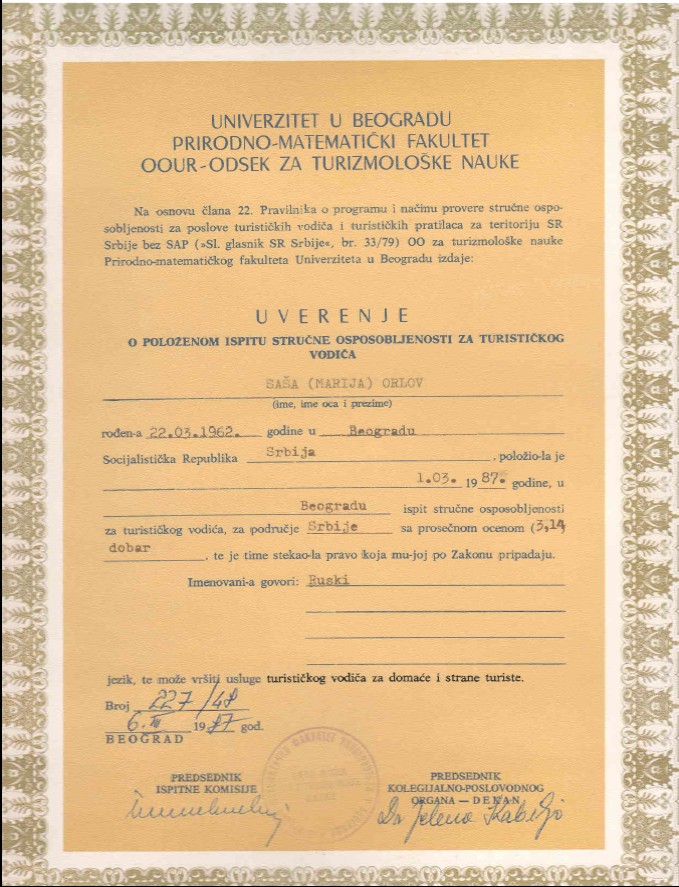 UNIVERZITET U BEOGRADU
PRIRODNO-MATEMATIČKI FAKULTET
OOUR-ODSEK ZA TURIZMOLOŠKE NAUKE
Na osnovu člana 22. Pravilnika o programu i načinu provere stručne ospo-
sobljenosti za poslove turističkih vodiča i turističkih pratilaca za teritoriju SR
Srbije bez SAP (»Sl. glasnik SR Srbije«, br. 33/79) OO za turizmološke nauke
Prirodno-matematičkog fakulteta Univerziteta u Beogradu izdaje:
UVERENJE
O POLOŽENOM ISPITU STRUČNE OSPOSOBLJENOSTI ZA TURISTIČKOG
VODIČA
SAŠA (MARIJA) ORLOV
(ime, ime oca i prezime)
rođen-a 22.03.1962. godine u Beogradu
Socijalistička Republika Srbija, položio-la je
1.03. 1987. godine, u
Beogradu ispit stručne osposobljenosti
za turističkog vodiča, za područje Srbije sa prosečnom ocenom (3,14
dobar, te je time stekao-la pravo koja mu-joj po Zakonu pripadaju.
Imenovani-a govori: Ruski
jezik, te može vršiti usluge turističkog vodiča za domaće i strane turiste.
Broj 227/48
6. III 1987 god.
BEOGRAD
PREDSEDNIK
ISPITNE KOMISIJE
PREDSEDNIK
KOLEGIJALNO-POSLOVODNOG
ORGANA — DEKAN
Dr Jelena